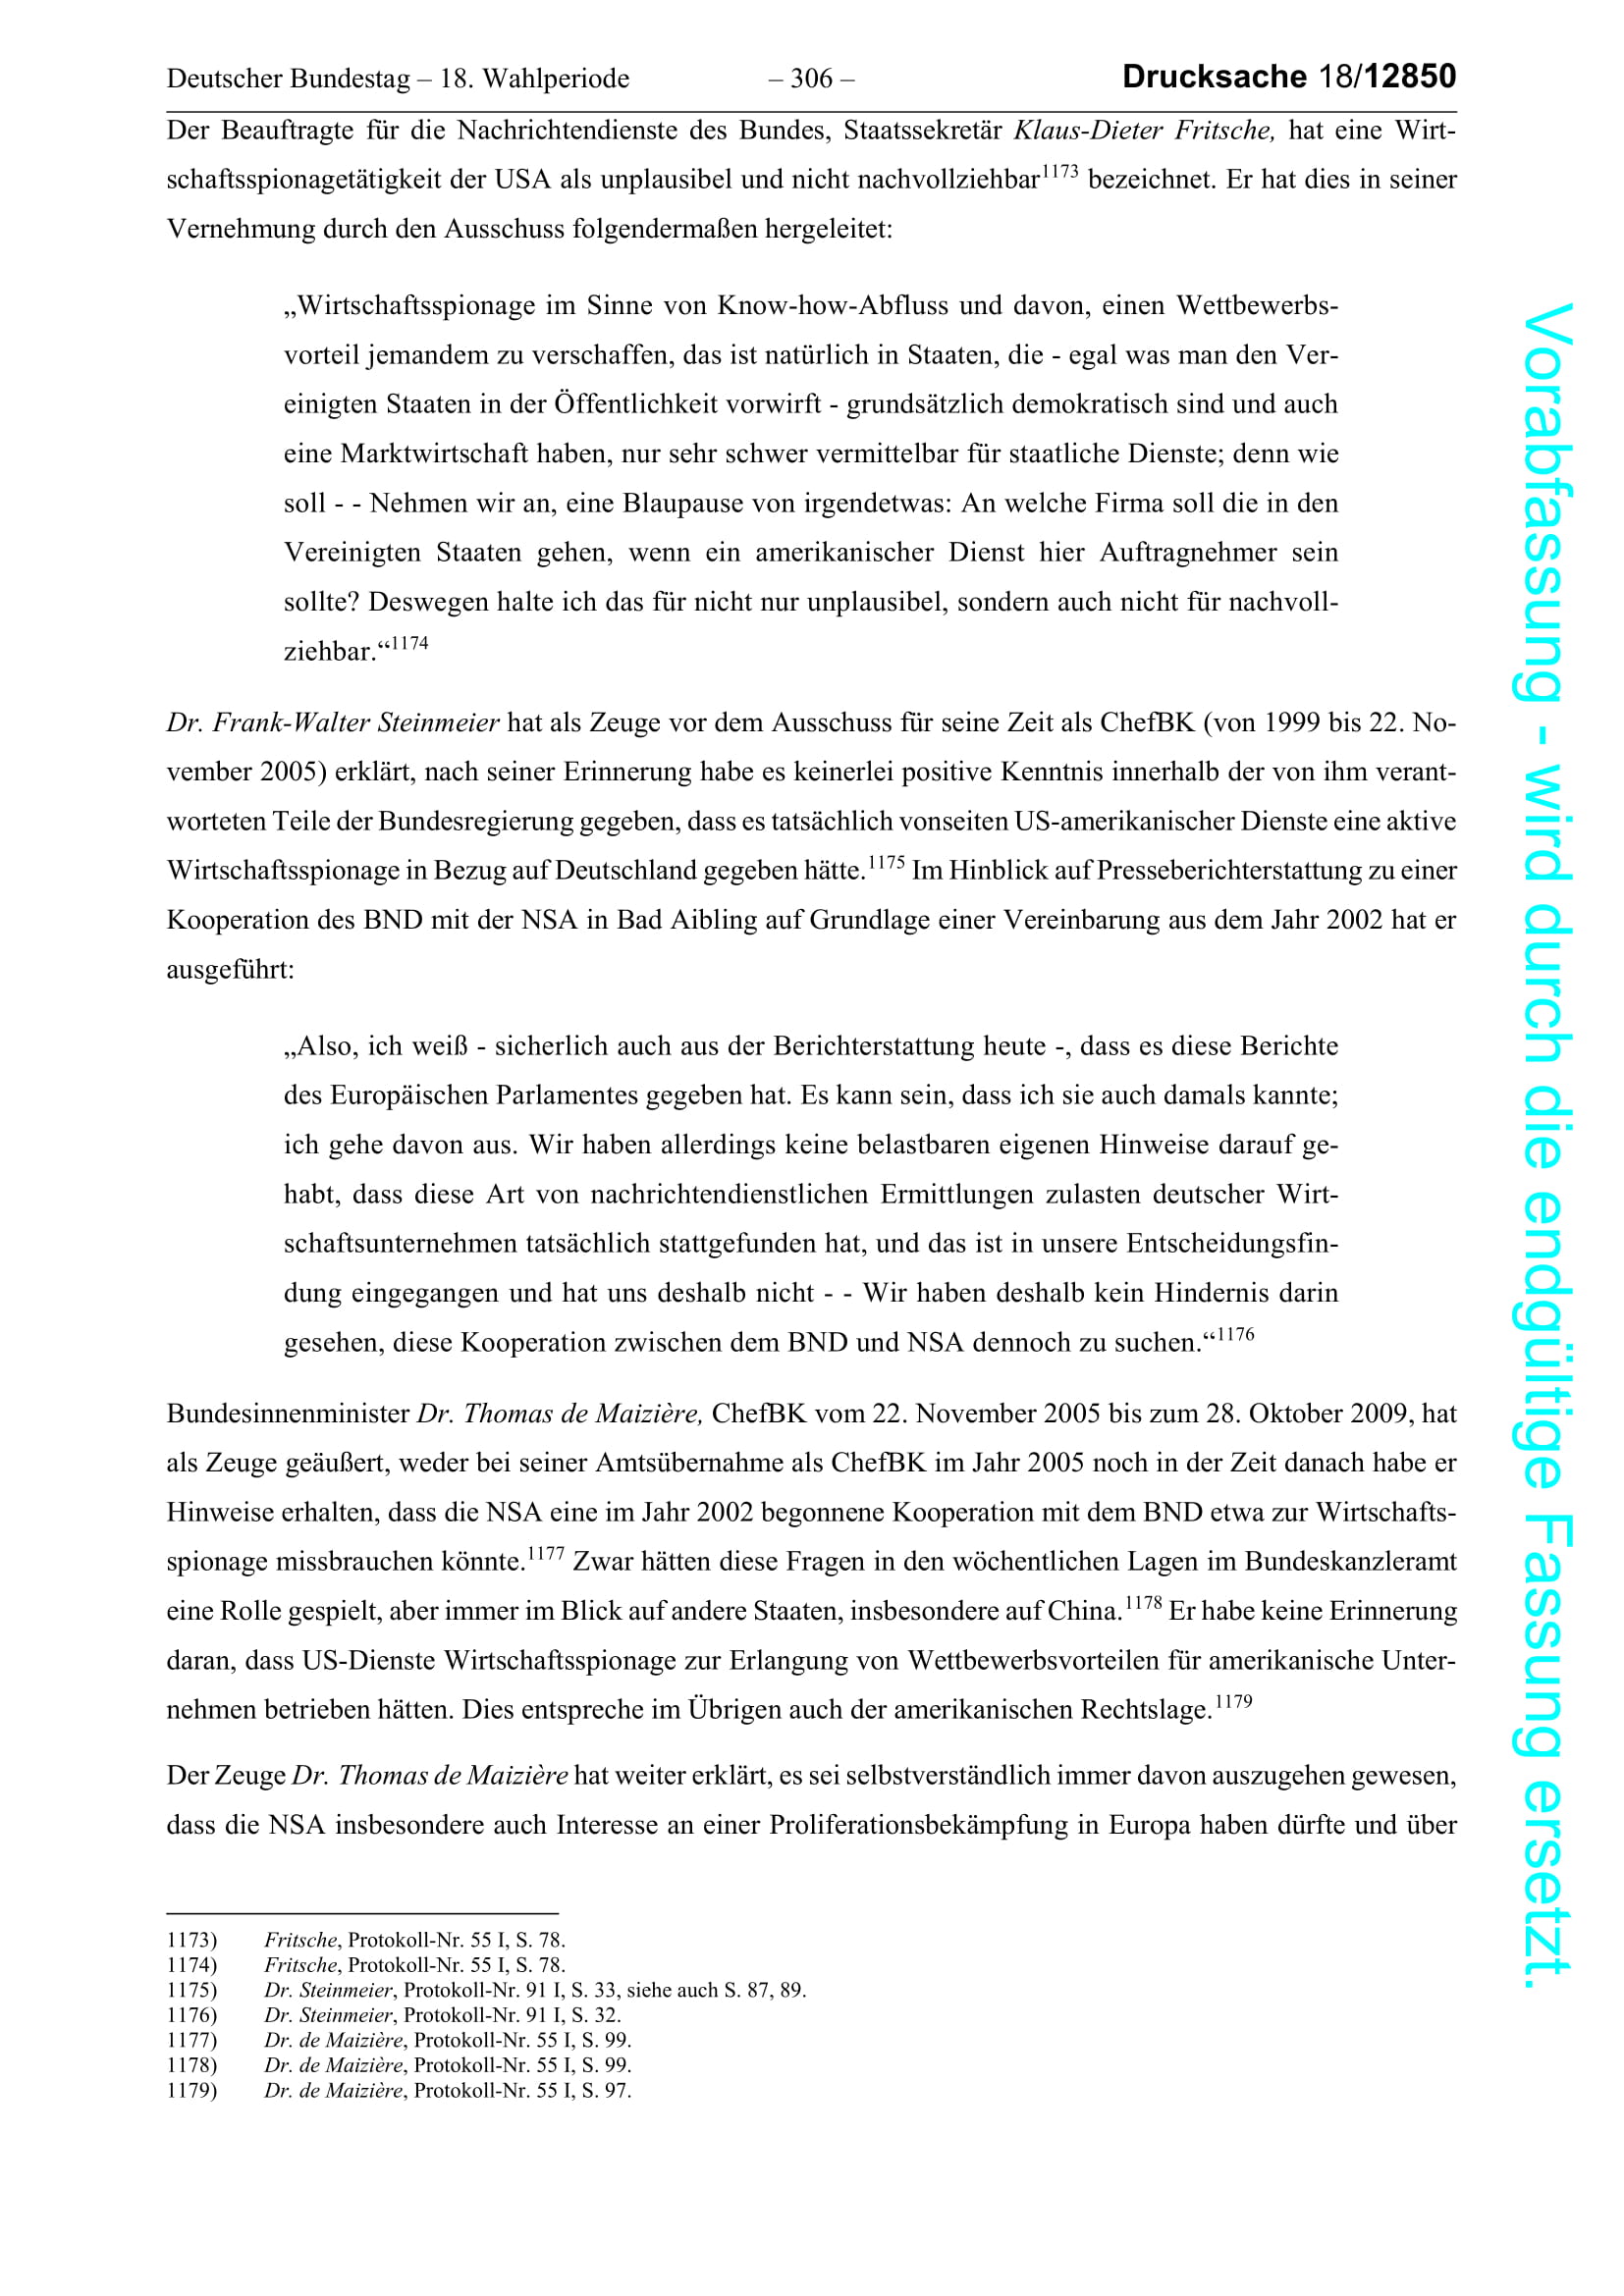 Deutscher Bundestag – 18. Wahlperiode – 306 – Drucksache 18/12850
Der Beauftragte für die Nachrichtendienste des Bundes, Staatssekretär Klaus-Dieter Fritsche, hat eine Wirt-
schaftsspionagetätigkeit der USA als unplausibel und nicht nachvollziehbar1173 bezeichnet. Er hat dies in seiner
Vernehmung durch den Ausschuss folgendermaßen hergeleitet:
„Wirtschaftsspionage im Sinne von Know-how-Abfluss und davon, einen Wettbewerbs-
vorteil jemandem zu verschaffen, das ist natürlich in Staaten, die - egal was man den Ver-
einigten Staaten in der Öffentlichkeit vorwirft - grundsätzlich demokratisch sind und auch
eine Marktwirtschaft haben, nur sehr schwer vermittelbar für staatliche Dienste; denn wie
soll - - Nehmen wir an, eine Blaupause von irgendetwas: An welche Firma soll die in den
Vereinigten Staaten gehen, wenn ein amerikanischer Dienst hier Auftragnehmer sein
sollte? Deswegen halte ich das für nicht nur unplausibel, sondern auch nicht für nachvoll-
ziehbar.“1174
Dr. Frank-Walter Steinmeier hat als Zeuge vor dem Ausschuss für seine Zeit als ChefBK (von 1999 bis 22. No-
vember 2005) erklärt, nach seiner Erinnerung habe es keinerlei positive Kenntnis innerhalb der von ihm verant-
worteten Teile der Bundesregierung gegeben, dass es tatsächlich vonseiten US-amerikanischer Dienste eine aktive
Wirtschaftsspionage in Bezug auf Deutschland gegeben hätte.1175 Im Hinblick auf Presseberichterstattung zu einer
Kooperation des BND mit der NSA in Bad Aibling auf Grundlage einer Vereinbarung aus dem Jahr 2002 hat er
ausgeführt:
„Also, ich weiß - sicherlich auch aus der Berichterstattung heute -, dass es diese Berichte
des Europäischen Parlamentes gegeben hat. Es kann sein, dass ich sie auch damals kannte;
ich gehe davon aus. Wir haben allerdings keine belastbaren eigenen Hinweise darauf ge-
habt, dass diese Art von nachrichtendienstlichen Ermittlungen zulasten deutscher Wirt-
schaftsunternehmen tatsächlich stattgefunden hat, und das ist in unsere Entscheidungsfin-
dung eingegangen und hat uns deshalb nicht - - Wir haben deshalb kein Hindernis darin
gesehen, diese Kooperation zwischen dem BND und NSA dennoch zu suchen.“1176
Bundesinnenminister Dr. Thomas de Maizière, ChefBK vom 22. November 2005 bis zum 28. Oktober 2009, hat
als Zeuge geäußert, weder bei seiner Amtsübernahme als ChefBK im Jahr 2005 noch in der Zeit danach habe er
Hinweise erhalten, dass die NSA eine im Jahr 2002 begonnene Kooperation mit dem BND etwa zur Wirtschafts-
spionage missbrauchen könnte.1177 Zwar hätten diese Fragen in den wöchentlichen Lagen im Bundeskanzleramt
eine Rolle gespielt, aber immer im Blick auf andere Staaten, insbesondere auf China.1178 Er habe keine Erinnerung
daran, dass US-Dienste Wirtschaftsspionage zur Erlangung von Wettbewerbsvorteilen für amerikanische Unter-
nehmen betrieben hätten. Dies entspreche im Übrigen auch der amerikanischen Rechtslage.1179
Der Zeuge Dr. Thomas de Maizière hat weiter erklärt, es sei selbstverständlich immer davon auszugehen gewesen,
dass die NSA insbesondere auch Interesse an einer Proliferationsbekämpfung in Europa haben dürfte und über
1173) Fritsche, Protokoll-Nr. 55 I, S. 78.
1174) Fritsche, Protokoll-Nr. 55 I, S. 78.
1175) Dr. Steinmeier, Protokoll-Nr. 91 I, S. 33, siehe auch S. 87, 89.
1176) Dr. Steinmeier, Protokoll-Nr. 91 I, S. 32.
1177) Dr. de Maizière, Protokoll-Nr. 55 I, S. 99.
1178) Dr. de Maizière, Protokoll-Nr. 55 I, S. 99.
1179) Dr. de Maizière, Protokoll-Nr. 55 I, S. 97.
Vorabfassung - wird durch die endgültige Fassung ersetzt.